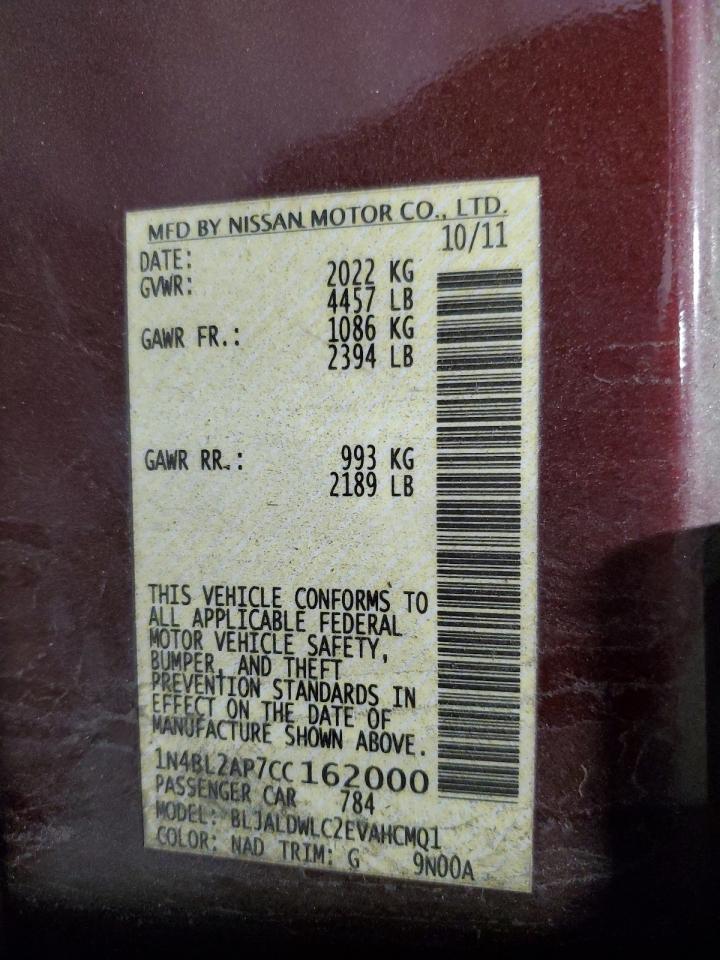 MFD BY NISSAN MOTOR CO., LTD.
DATE: 10/11
GVWR: 2022 KG
4457 LB
GAWR FR.: 1086 KG
2394 LB
GAWR RR.: 993 KG
2189 LB
THIS VEHICLE CONFORMS TO
ALL APPLICABLE FEDERAL
MOTOR VEHICLE SAFETY,
BUMPER, AND THEFT
PREVENTION STANDARDS IN
EFFECT ON THE DATE OF
MANUFACTURE SHOWN ABOVE.
1N4BL2AP7CC162000
PASSENGER CAR 784
MODEL: BLJALDWLC2EVAHCMQ1
COLOR: NAD TRIM: G 9N00A